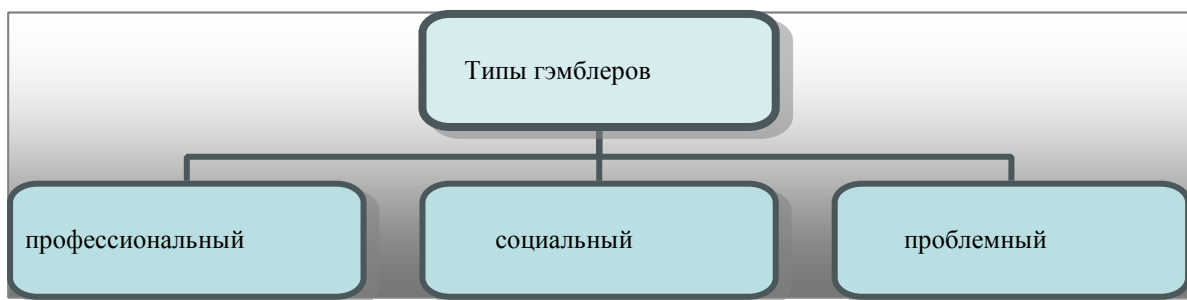 Типы гэмблеров
профессиональный
социальный
проблемный